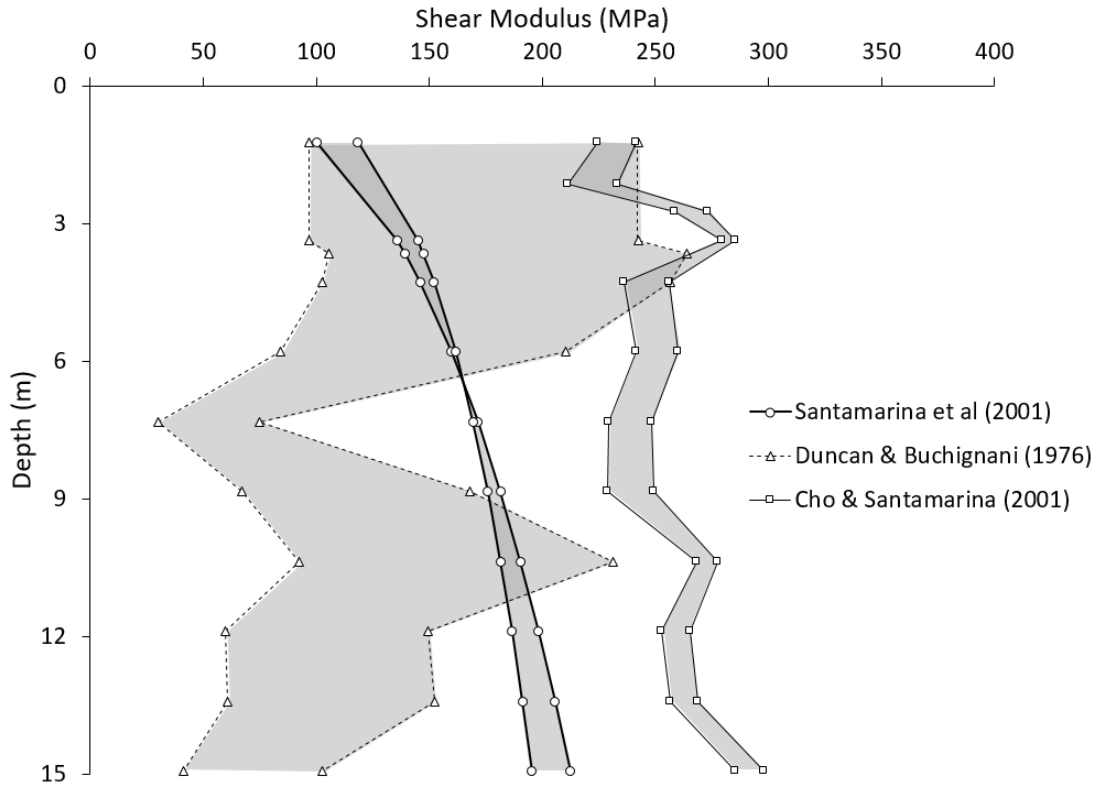 Shear Modulus (MPa)
0 50 100 150 200 250 300 350 400
0
3
6
9
12
15
Depth (m)
Santamarina et al (2001)
Duncan & Buchignani (1976)
Cho & Santamarina (2001)